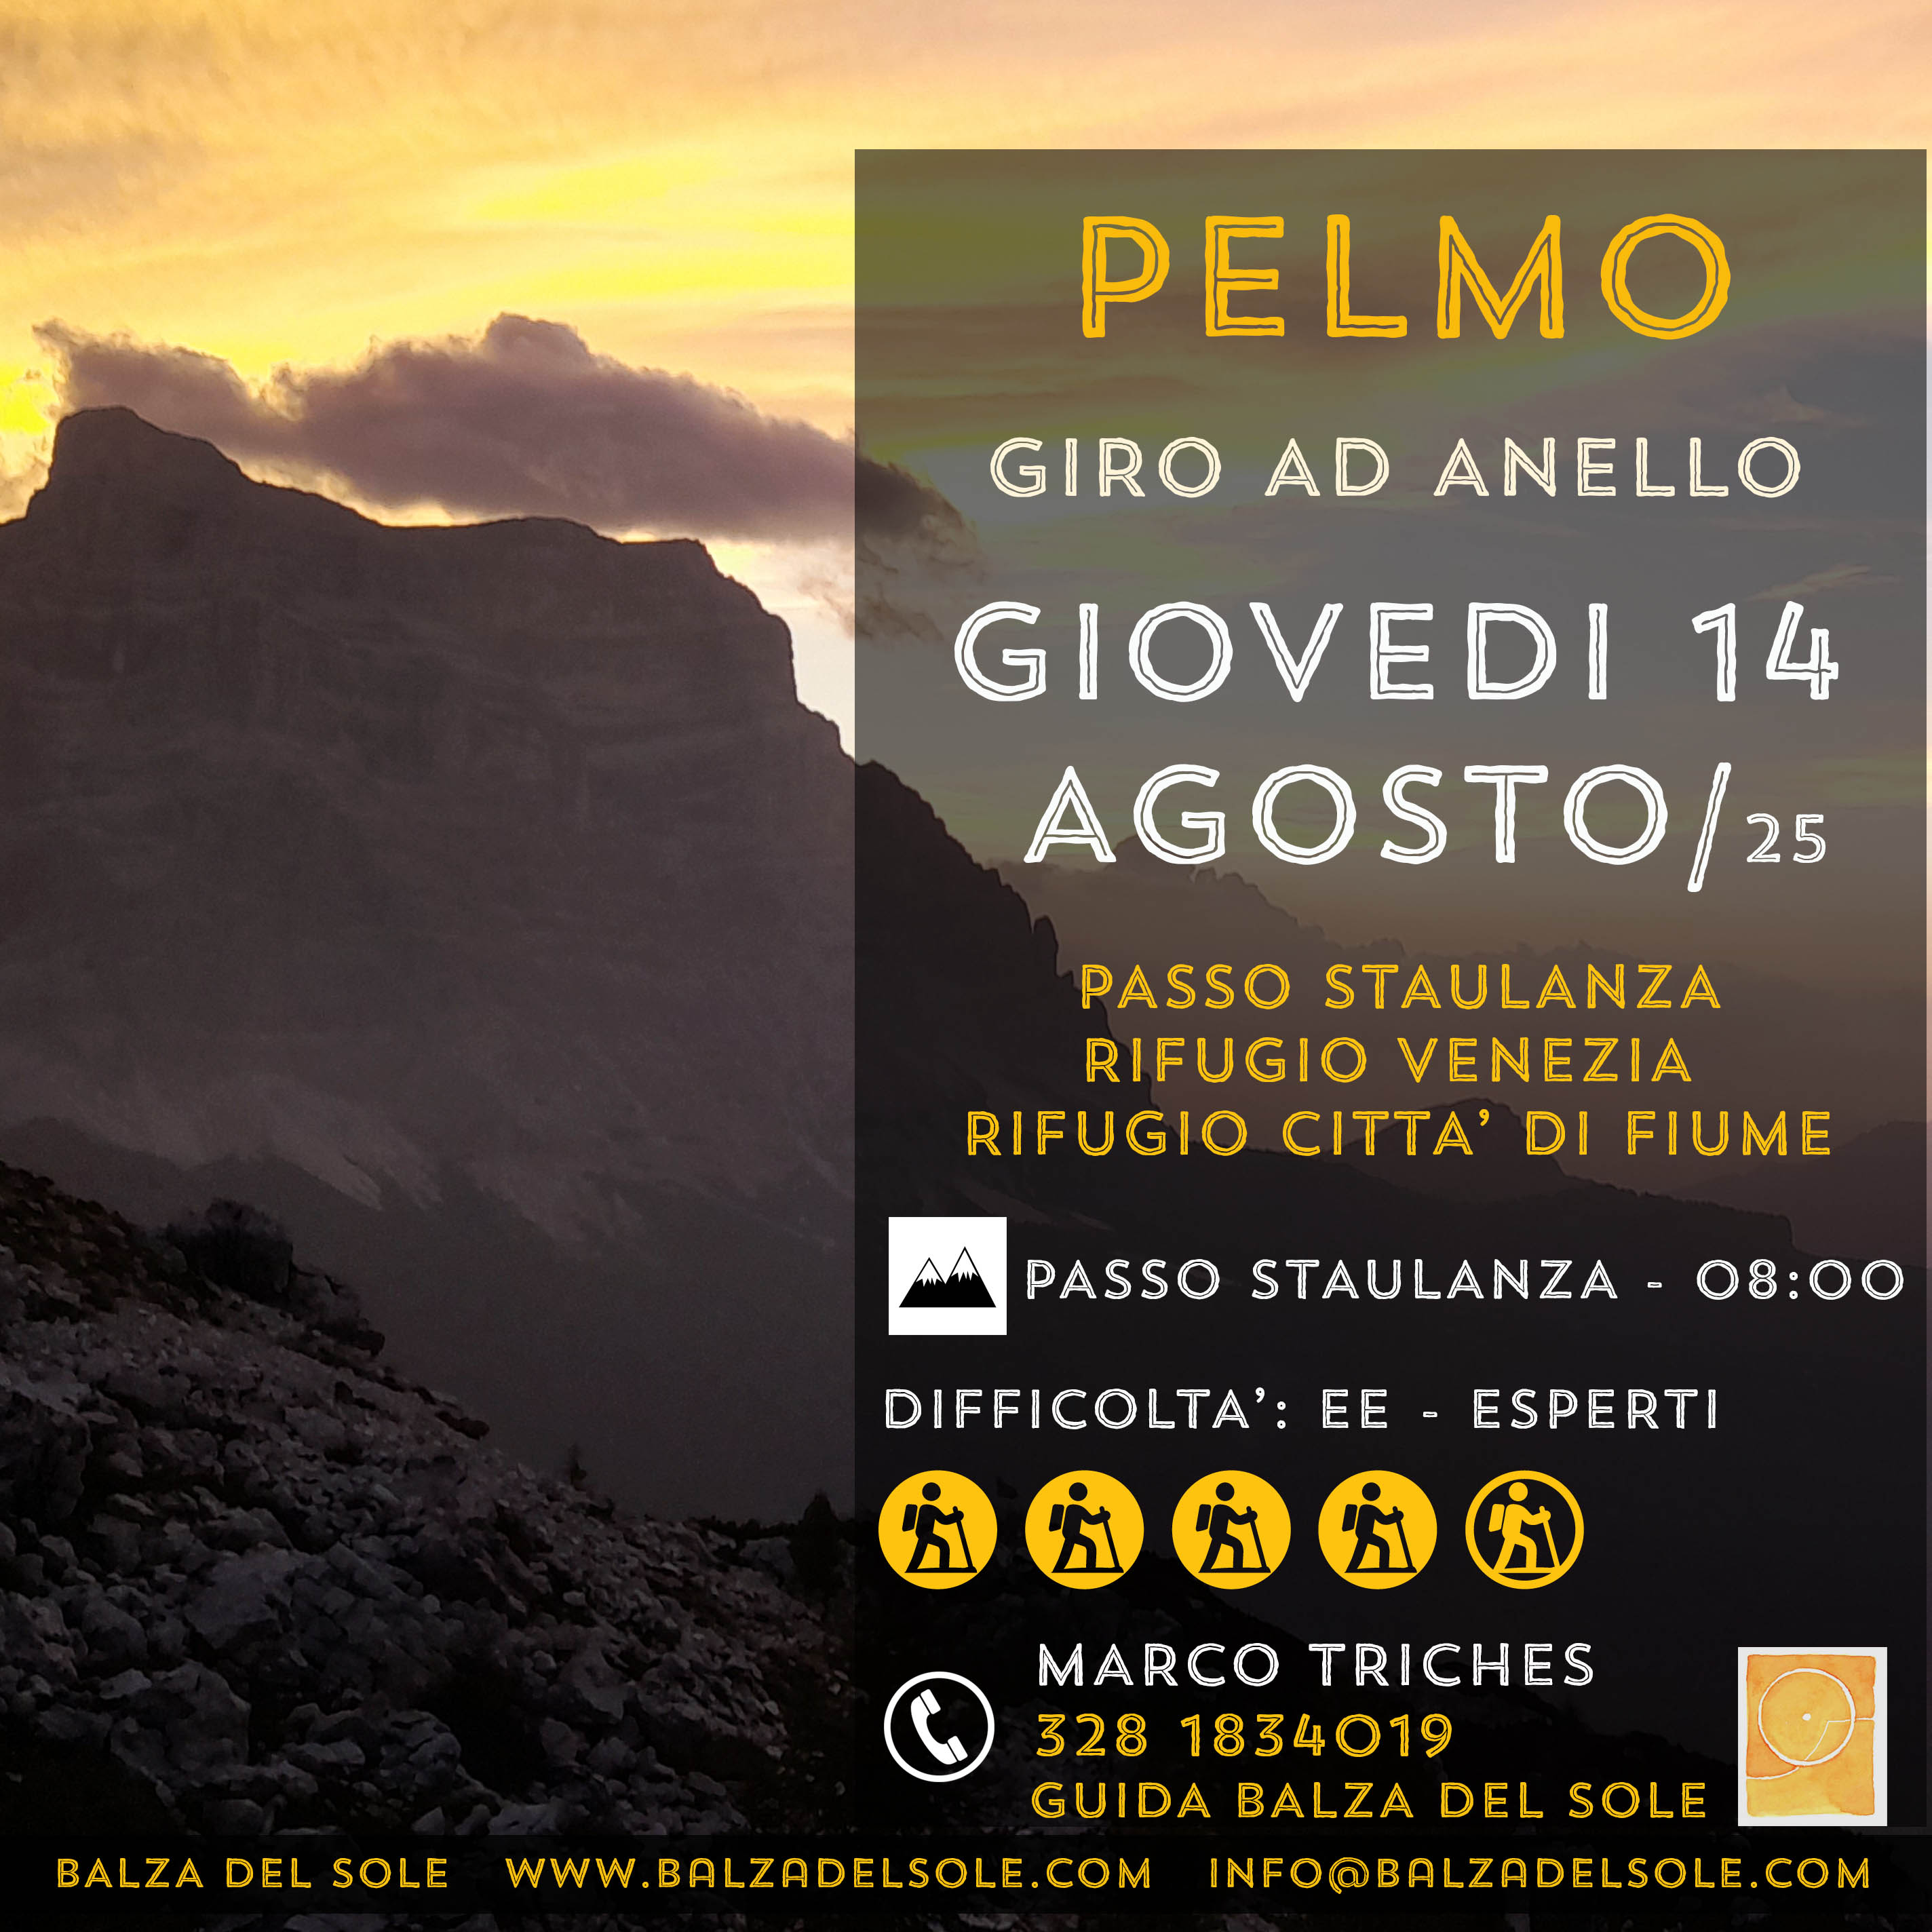 PELMO
GIRO AD ANELLO
GIOVEDI 14
AGOSTO/25
PASSO STAULANZA
RIFUGIO VENEZIA
RIFUGIO CITTA' DI FIUME
PASSO STAULANZA - 08:00
DIFFICOLTA': EE - ESPERTI
MARCO TRICHES
328 1834019
GUIDA BALZA DEL SOLE
BALZA DEL SOLE WWW.BALZADELSOLE.COM INFO@BALZADELSOLE.COM